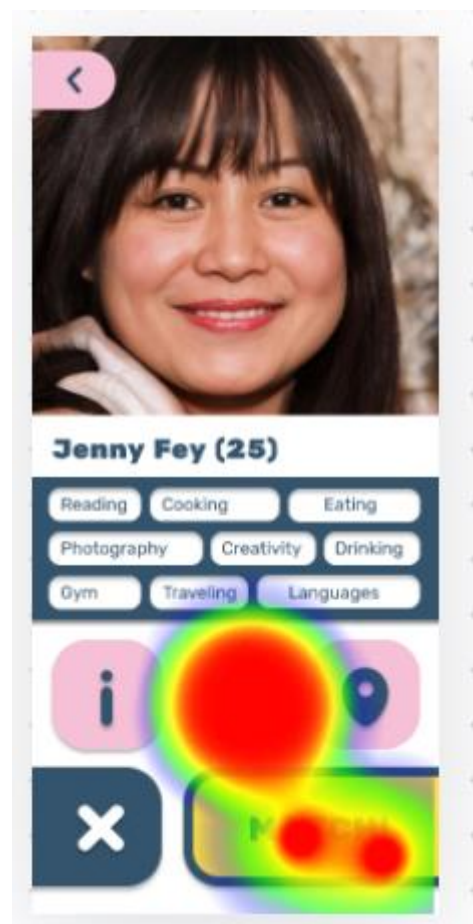 Jenny Fey (25)
Reading Cooking Eating
Photography Creativity Drinking
Gym Traveling Languages
i